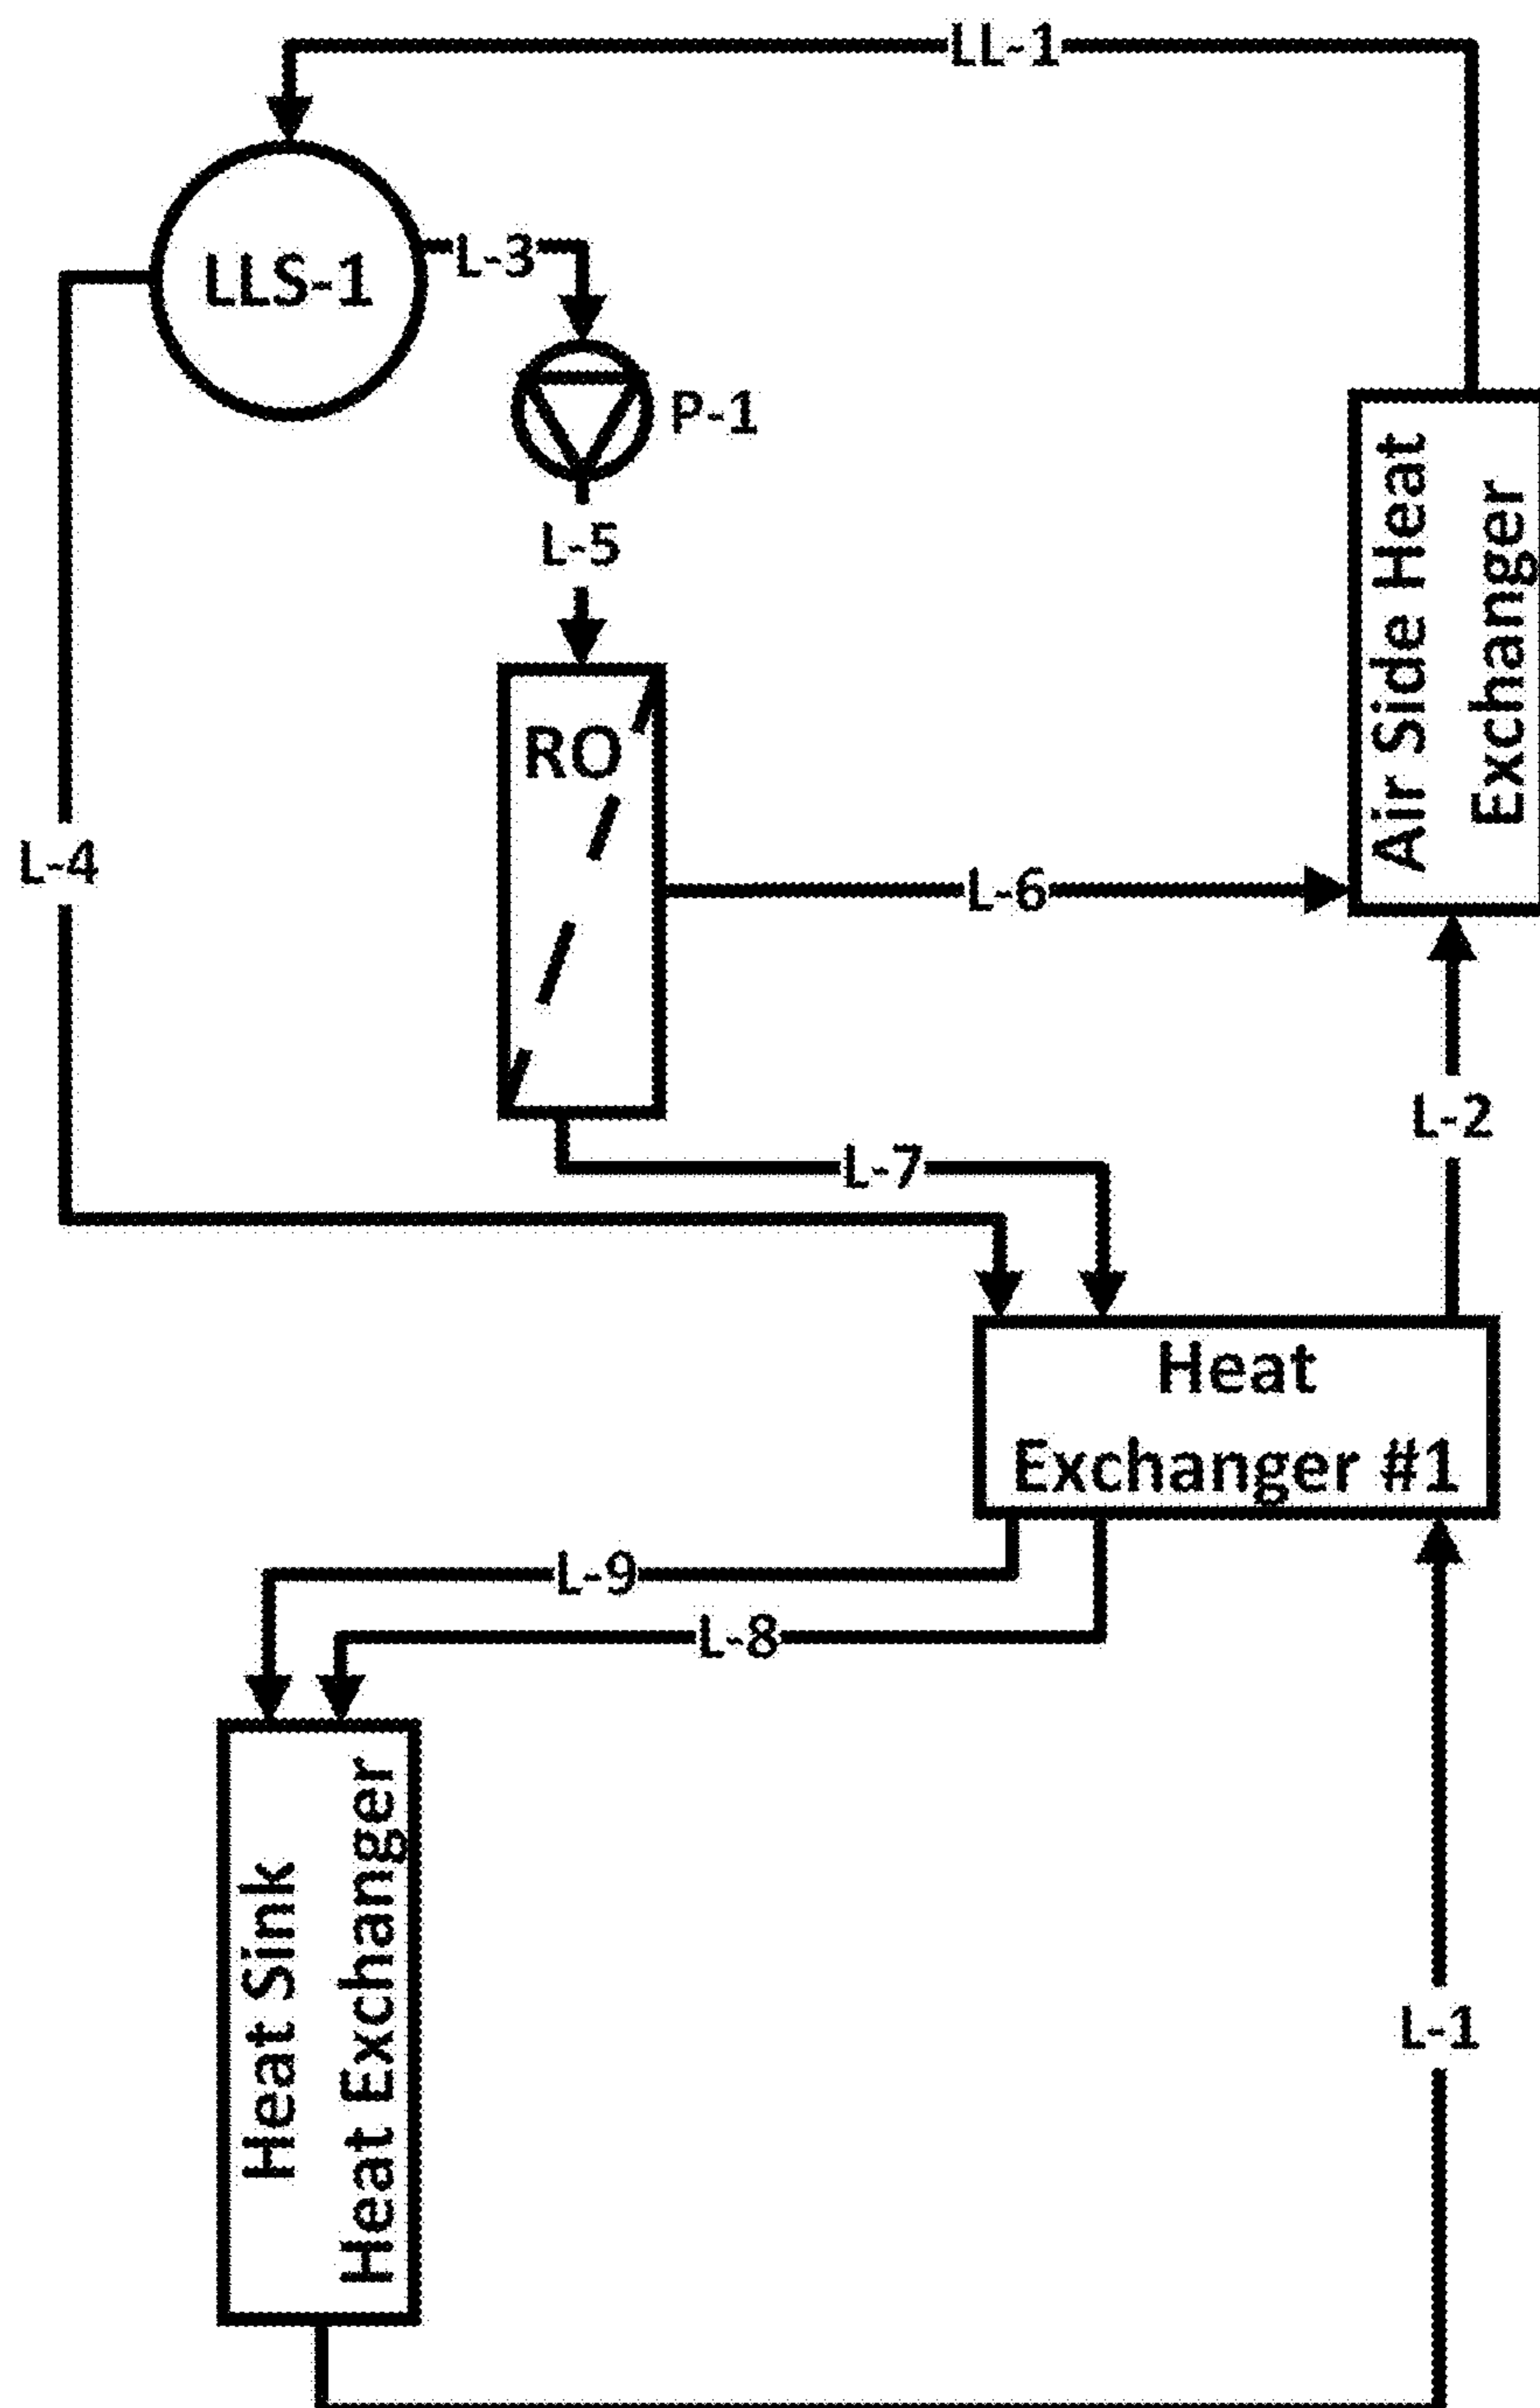 LL-1
LLS-1
L-3
P-1
L-5
Air Side Heat
Exchanger
RO
L-4
L-6
L-2
L-7
Heat
Exchanger #1
L-9
L-8
Heat Sink
Heat Exchanger
L-1